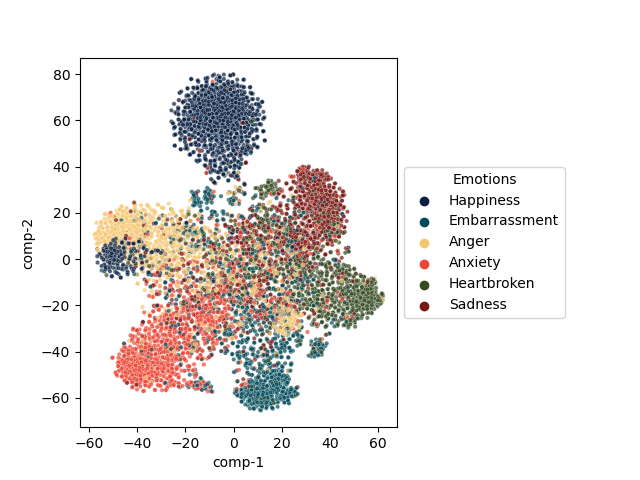 80
60
40
20
0
−20
−40
−60
−60
−40
−20
0
20
40
60
comp-1
comp-2
Emotions
Happiness
Embarrassment
Anger
Anxiety
Heartbroken
Sadness